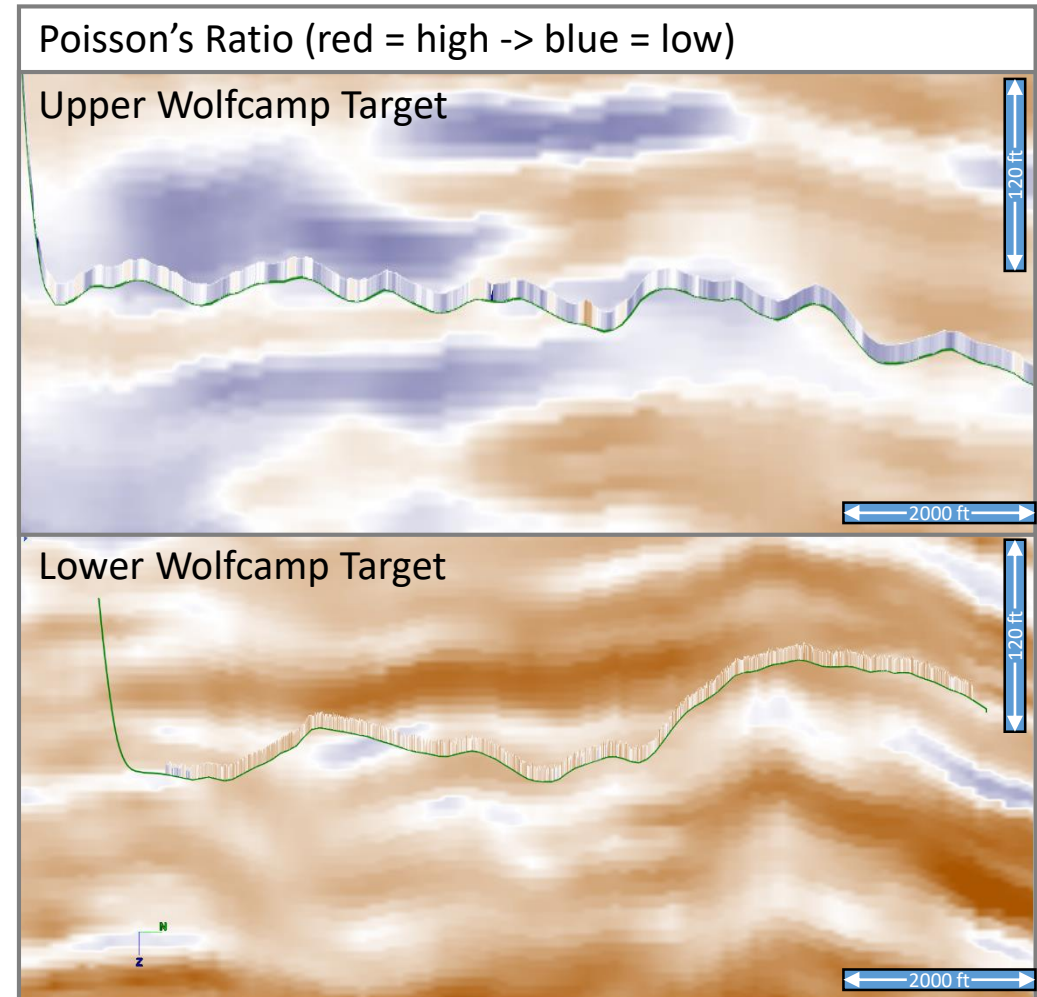 Poisson's Ratio (red = high -> blue = low)
Upper Wolfcamp Target
120 ft
2000 ft
Lower Wolfcamp Target
120 ft
N
Z
2000 ft